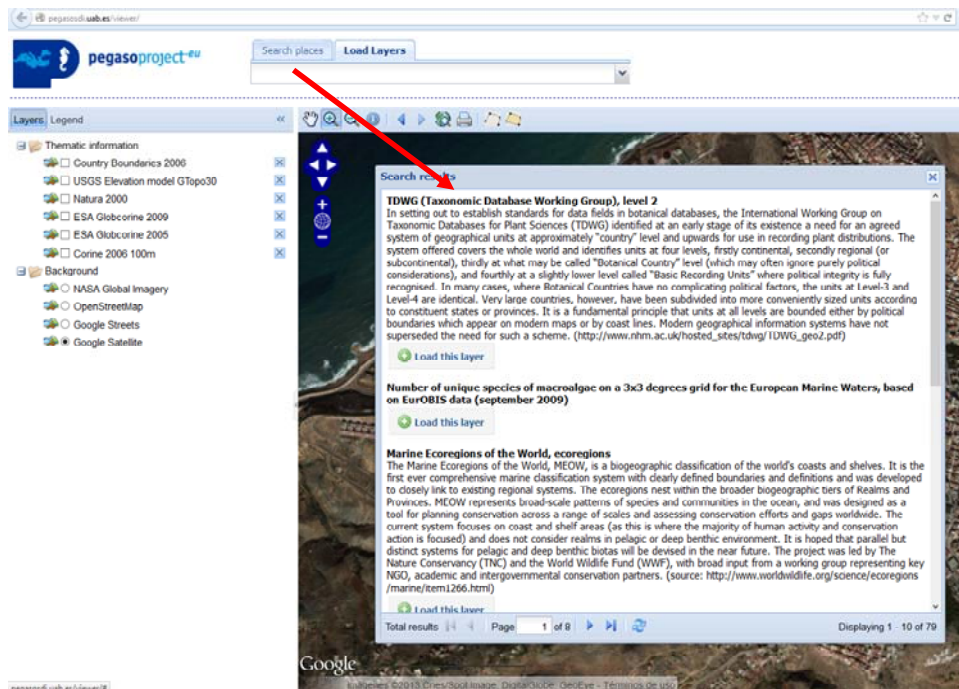 pegasosdi.uab.es/viewer/
pegasoproject-eu
Search places
Load Layers
Layers
Legend
Thematic information
Country Boundaries 2006
USGS Elevation model GTopo30
Natura 2000
ESA Globcorine 2009
ESA Globcorine 2005
Corine 2006 100m
Background
NASA Global Imagery
OpenStreetMap
Google Streets
Google Satellite
Search results
TDWG (Taxonomic Database Working Group), level 2
In setting out to establish standards for data fields in botanical databases, the International Working Group on
Taxonomic Databases for Plant Sciences (TDWG) identified at an early stage of its existence a need for an agreed
system of geographical units at approximately "country" level and upwards for use in recording plant distributions. The
system offered covers the whole world and identifies units at four levels, firstly continental, secondly regional (or
subcontinental), thirdly at what may be called "Botanical Country" level (which may often ignore purely political
considerations), and fourthly at a slightly lower level called "Basic Recording Units" where political integrity is fully
recognised. In many cases, where Botanical Countries have no complicating political factors, the units at Level-3 and
Level-4 are identical. Very large countries, however, have been subdivided into more conveniently sized units according
to constituent states or provinces. It is a fundamental principle that units at all levels are bounded either by political
boundaries which appear on modern maps or by coast lines. Modern geographical information systems have not
superseded the need for such a scheme. (http://www.nhm.ac.uk/hosted_sites/tdwg/TDWG_geo2.pdf)
Load this layer
Number of unique species of macroalgae on a 3x3 degrees grid for the European Marine Waters, based
on EurOBIS data (september 2009)
Load this layer
Marine Ecoregions of the World, ecoregions
The Marine Ecoregions of the World, MEOW, is a biogeographic classification of the world's coasts and shelves. It is the
first ever comprehensive marine classification system with clearly defined boundaries and definitions and was developed
to closely link to existing regional systems. The ecoregions nest within the broader biogeographic tiers of Realms and
Provinces. MEOW represents broad-scale patterns of species and communities in the ocean, and was designed as a
tool for planning conservation across a range of scales and assessing conservation efforts and gaps worldwide. The
current system focuses on coast and shelf areas (as this is where the majority of human activity and conservation
action is focused) and does not consider realms in pelagic or deep benthic environment. It is hoped that parallel but
distinct systems for pelagic and deep benthic biotas will be devised in the near future. The project was led by The
Nature Conservancy (TNC) and the World Wildlife Fund (WWF), with broad input from a working group representing key
NGO, academic and intergovernmental conservation partners. (source: http://www.worldwildlife.org/science/ecoregions
/marine/item1266.html)
Load this layer
Total results
Page 1 of 8
Displaying 1 - 10 of 79
Google
Imágenes ©2013 Cnes/Spot Image, DigitalGlobe, GeoEye - Términos de uso
pegasosdi.uab.es/viewer/#